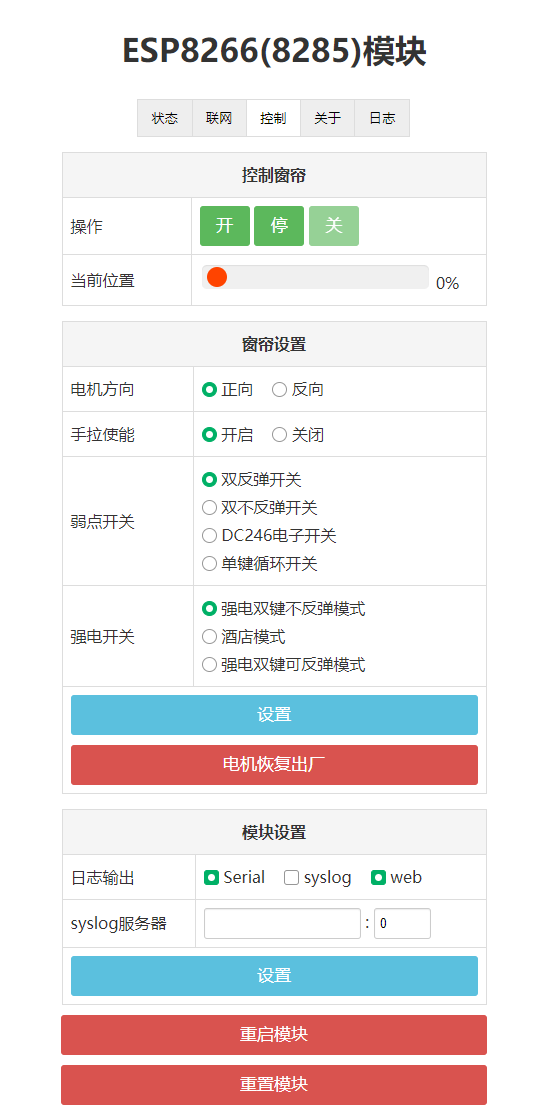 ESP8266(8285)模块
状态 联网 控制 关于 日志
控制窗帘
操作 开 停 关
当前位置 0%
窗帘设置
电机方向 正向 反向
手拉使能 开启 关闭
弱点开关
双反弹开关
双不反弹开关
DC246电子开关
单键循环开关
强电开关
强电双键不反弹模式
酒店模式
强电双键可反弹模式
设置
电机恢复出厂
模块设置
日志输出 Serial syslog web
syslog服务器 : 0
设置
重启模块
重置模块